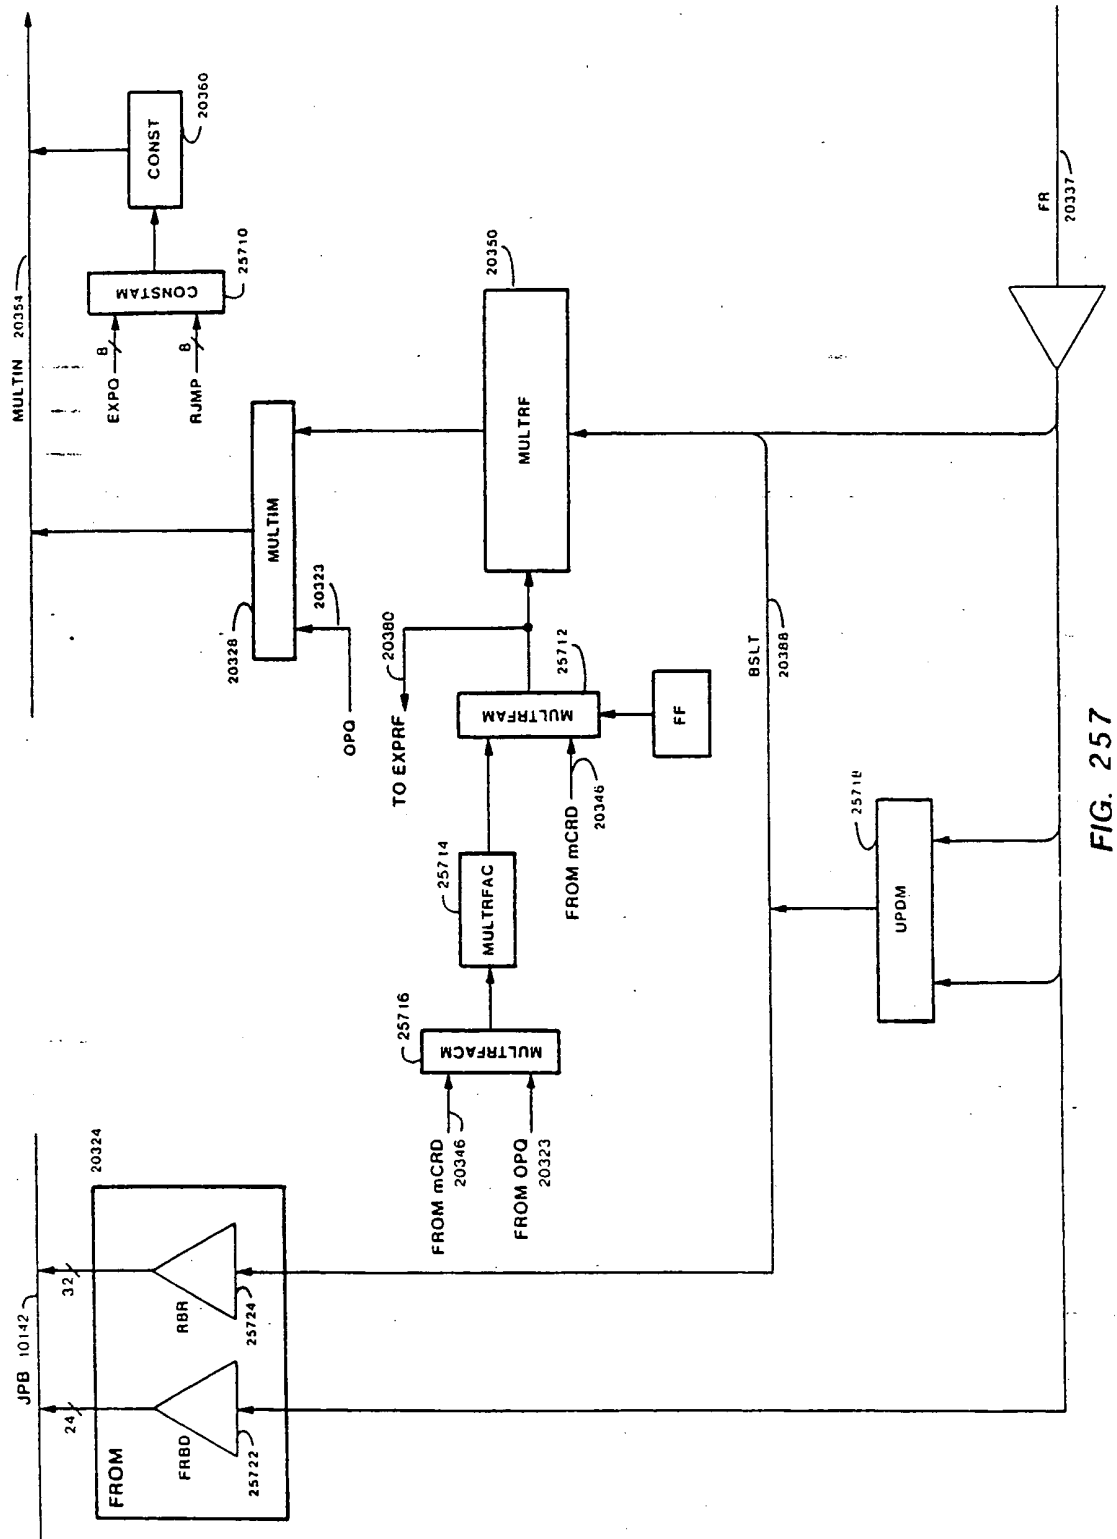 MULTIN 20354
CONST
20360
CONSTAM
25710
EXPQ
8
RJMP
8
MULTIM
20328
20323
OPQ
MULTRF
20350
20380
TO EXPRF
MULTRFAM
25712
FF
FROM mCRD
20346
MULTRFAC
25714
MULTRFACM
25716
FROM mCRD
20346
FROM OPQ
20323
BSLT
20388
FR
20337
UPDM
25718
JPB 10142
20324
32
RBR
25724
24
FRBD
25722
FROM
FIG. 257